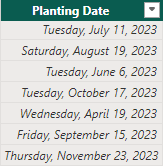 Planting Date
Tuesday, July 11, 2023
Saturday, August 19, 2023
Tuesday, June 6, 2023
Tuesday, October 17, 2023
Wednesday, April 19, 2023
Friday, September 15, 2023
Thursday, November 23, 2023